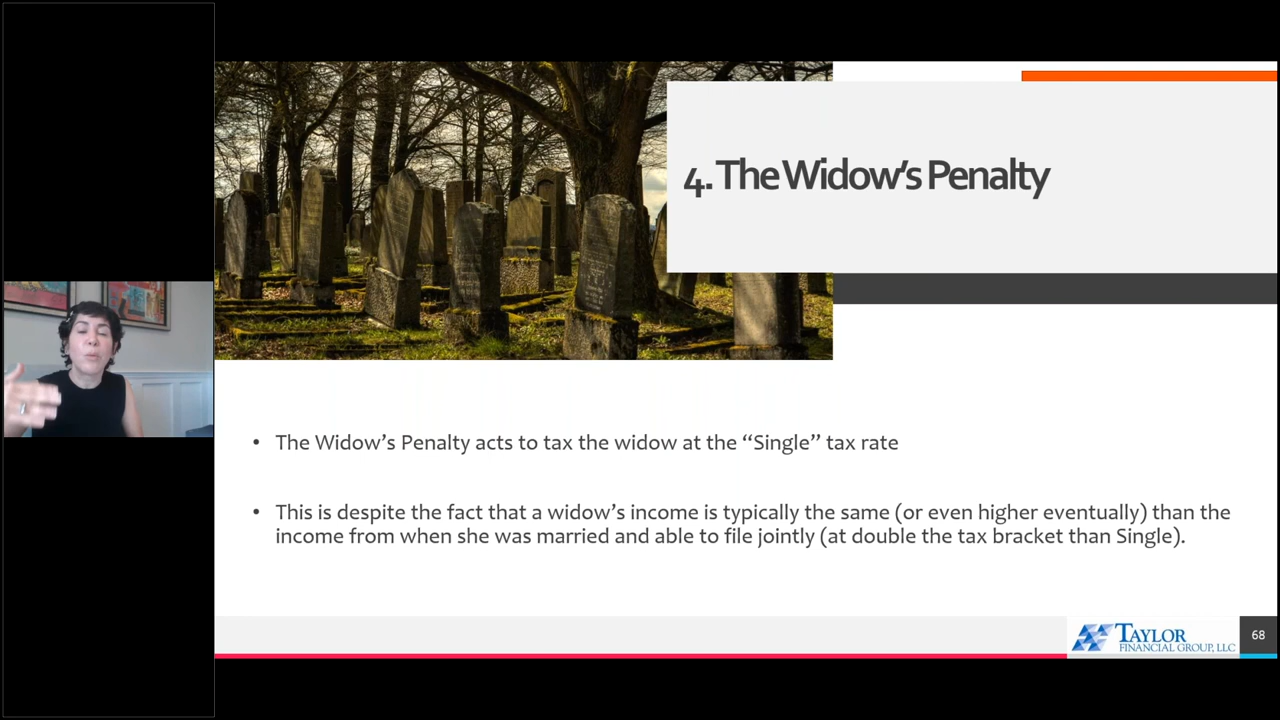 4. The Widow's Penalty
• The Widow's Penalty acts to tax the widow at the “Single” tax rate
• This is despite the fact that a widow's income is typically the same (or even higher eventually) than the
income from when she was married and able to file jointly (at double the tax bracket than Single).
TAYLOR
FINANCIAL GROUP, LLC
68